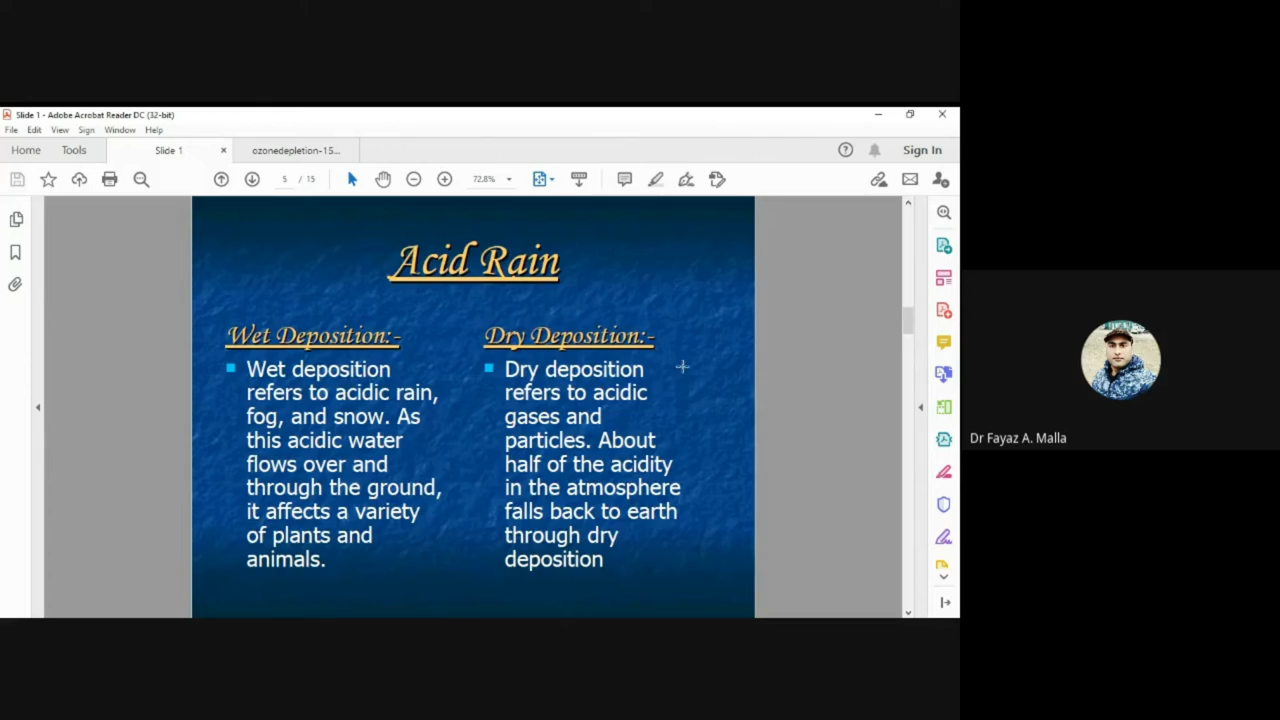 Slide 1 - Adobe Acrobat Reader DC (32-bit)
File Edit View Sign Window Help
Home Tools Slide 1 × ozonedepletion-15... Sign In
5 / 15 72.8%
Acid Rain
Wet Deposition:-
Wet deposition
refers to acidic rain,
fog, and snow. As
this acidic water
flows over and
through the ground,
it affects a variety
of plants and
animals.
Dry Deposition:-
Dry deposition
refers to acidic
gases and
particles. About
half of the acidity
in the atmosphere
falls back to earth
through dry
deposition
Dr Fayaz A. Malla